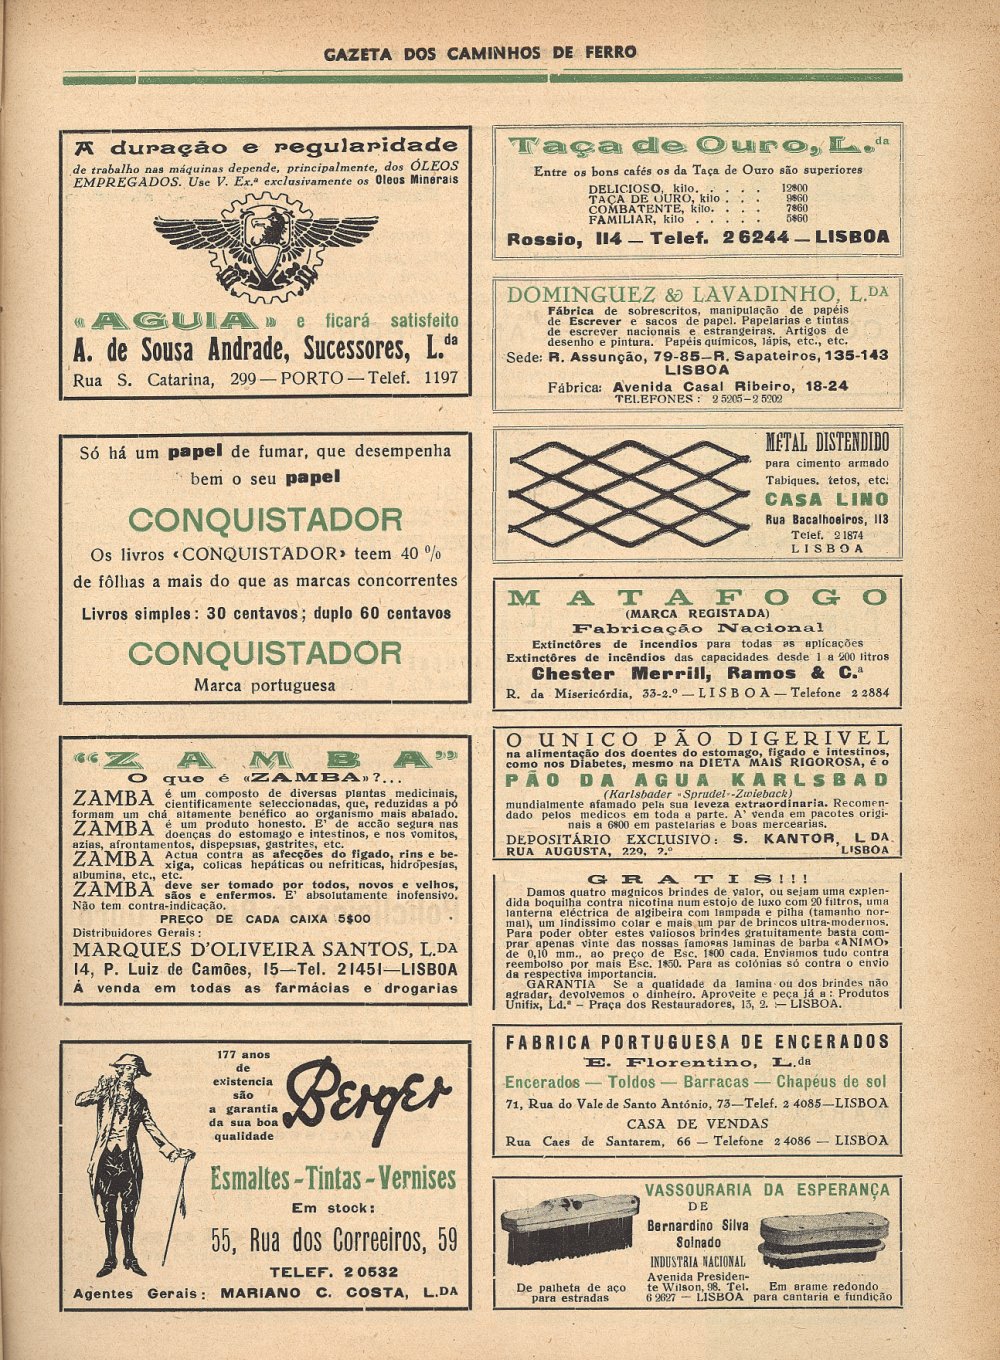 GAZETA DOS CAMINHOS DE FERRO
A duração e regularidade
de trabalho nas máquinas depende, principalmente, dos ÓLEOS
EMPREGADOS. Use V. Ex.ª exclusivamente os Oleos Minerais
«AGUIA» e ficará satisfeito
A. de Sousa Andrade, Sucessores, L.da
Rua S. Catarina, 299 — PORTO — Telef. 1197
Só há um papel de fumar, que desempenha
bem o seu papel
CONQUISTADOR
Os livros «CONQUISTADOR» teem 40 %
de fôlhas a mais do que as marcas concorrentes
Livros simples: 30 centavos; duplo 60 centavos
CONQUISTADOR
Marca portuguesa
“ZAMBA”
O que é «ZAMBA»?...
ZAMBA é um composto de diversas plantas medicinais,
cientificamente seleccionadas, que, reduzidas a pó
formam um chá altamente benéfico ao organismo mais abalado.
ZAMBA é um produto honesto. E' de accão segura nas
doenças do estomago e intestinos, e nos vomitos,
azias, afrontamentos, dispepsias, gastrites, etc.
ZAMBA Actua contra as afecções do figado, rins e be-
xiga, colicas hepáticas ou nefriticas, hidropesias,
albumina, etc., etc.
ZAMBA deve ser tomado por todos, novos e velhos,
sãos e enfermos. E' absolutamente inofensivo.
Não tem contra-indicação.
PREÇO DE CADA CAIXA 5$00
Distribuidores Gerais:
MARQUES D'OLIVEIRA SANTOS, L.DA
14, P. Luiz de Camões, 15—Tel. 21451—LISBOA
Á venda em todas as farmácias e drogarias
177 anos
de
existencia
são
a garantia
da sua boa
qualidade
Berger
Esmaltes - Tintas - Vernises
Em stock:
55, Rua dos Correeiros, 59
TELEF. 2 0532
Agentes Gerais: MARIANO C. COSTA, L.DA
Taça de Ouro, L.da
Entre os bons cafés os da Taça de Ouro são superiores
DELICIOSO, kilo. . . . . 12$00
TAÇA DE OURO, kilo . . . 9$60
COMBATENTE, kilo. . . . 7$60
FAMILIAR, kilo . . . . . 5$60
Rossio, 114 — Telef. 2 6244 — LISBOA
DOMINGUEZ & LAVADINHO, L.DA
Fábrica de sobrescritos, manipulação de papéis
de Escrever e sacos de papel. Papelarias e tintas
de escrever nacionais e estrangeiras. Artigos de
desenho e pintura. Papéis químicos, lápis, etc., etc.
Sede: R. Assunção, 79-85—R. Sapateiros, 135-143
LISBOA
Fábrica: Avenida Casal Ribeiro, 18-24
TELEFONES: 2 5205—2 5202
METAL DISTENDIDO
para cimento armado
Tabiques, tetos, etc.
CASA LINO
Rua Bacalhoeiros, 113
Telef. 2 1874
LISBOA
MATAFOGO
(MARCA REGISTADA)
Fabricação Nacional
Extinctôres de incendios para todas as aplicações
Extinctôres de incêndios das capacidades desde 1 a 200 litros
Chester Merrill, Ramos & C.ª
R. da Misericórdia, 33-2.º — LISBOA — Telefone 2 2884
O UNICO PÃO DIGERIVEL
na alimentação dos doentes do estomago, figado e intestinos,
como nos Diabetes, mesmo na DIETA MAIS RIGOROSA, é o
PÃO DA AGUA KARLSBAD
(Karlsbader «Sprudel»-Zwieback)
mundialmente afamado pela sua leveza extraordinaria. Recomen-
dado pelos medicos em toda a parte. A' venda em pacotes origi-
nais a 6$00 em pastelarias e boas mercearias.
DEPOSITÁRIO EXCLUSIVO: S. KANTOR, L.DA
RUA AUGUSTA, 229, 2.º LISBOA
GRATIS!!!
Damos quatro magnicos brindes de valor, ou sejam uma explen-
dida boquilha contra nicotina num estojo de luxo com 20 filtros, uma
lanterna eléctrica de algibeira com lampada e pilha (tamanho nor-
mal), um lindissimo colar e mais um par de brincos ultra-modernos.
Para poder obter estes valiosos brindes gratuitamente basta com-
prar apenas vinte das nossas famosas laminas de barba «ANIMO»
de 0,10 mm., ao preço de Esc. 1$00 cada. Enviamos tudo contra
reembolso por mais Esc. 1$50. Para as colónias só contra o envio
da respectiva importancia.
GARANTIA Se a qualidade da lamina ou dos brindes não
agradar, devolvemos o dinheiro. Aproveite e peça já a: Produtos
Unifix, Ld.ª — Praça dos Restauradores, 13, 2. — LISBOA.
FABRICA PORTUGUESA DE ENCERADOS
E. Florentino, L.da
Encerados — Toldos — Barracas — Chapéus de sol
71, Rua do Vale de Santo António, 73—Telef. 2 4085—LISBOA
CASA DE VENDAS
Rua Caes de Santarem, 66 — Telefone 2 4086 — LISBOA
VASSOURARIA DA ESPERANÇA
DE
Bernardino Silva
Solnado
INDUSTRIA NACIONAL
Avenida Presiden-
te Wilson, 98. Tel.
6 2627 — LISBOA
De palheta de aço
para estradas
Em arame redondo
para cantaria e fundição